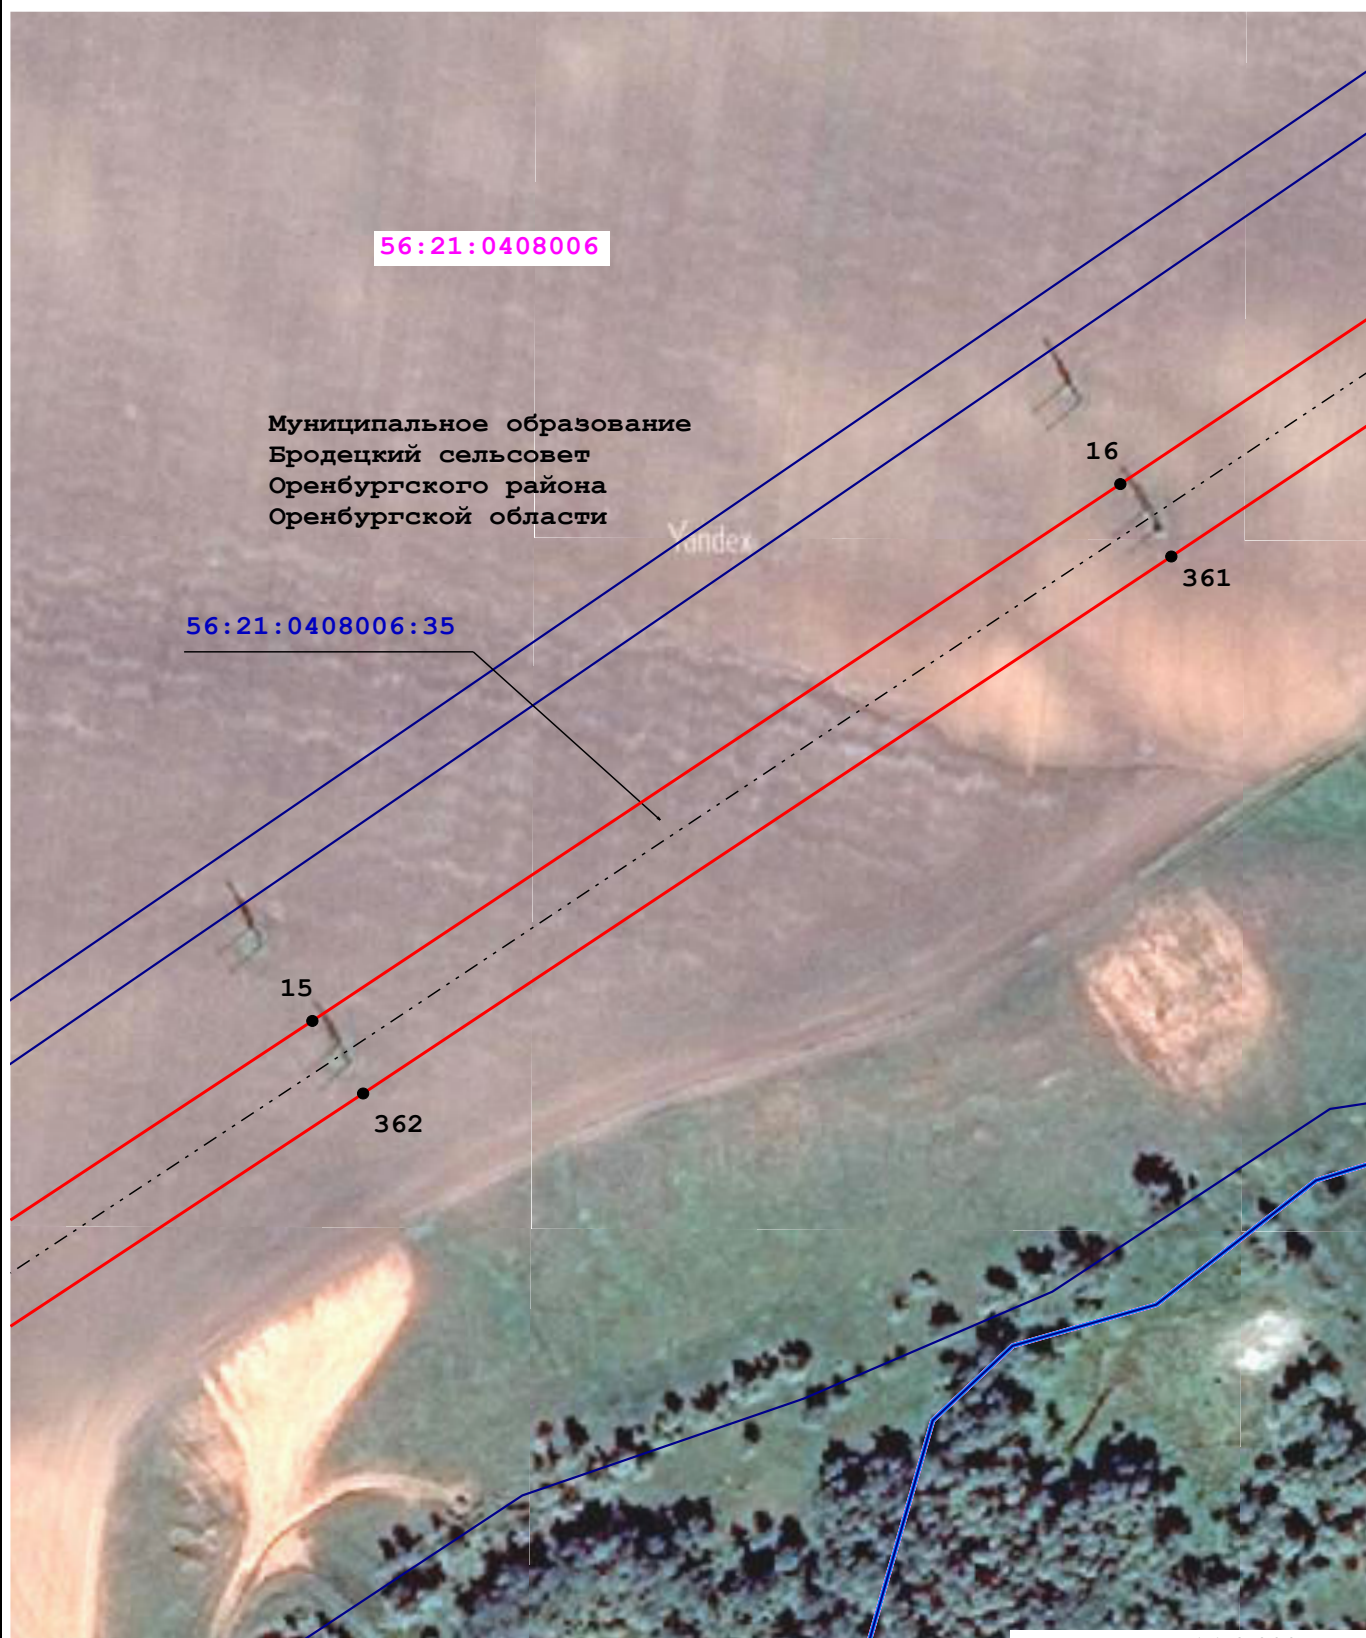 56:21:0408006
Муниципальное образование
Бродецкий сельсовет
Оренбургского района
Оренбургской области
16
Yandex
361
56:21:0408006:35
15
362